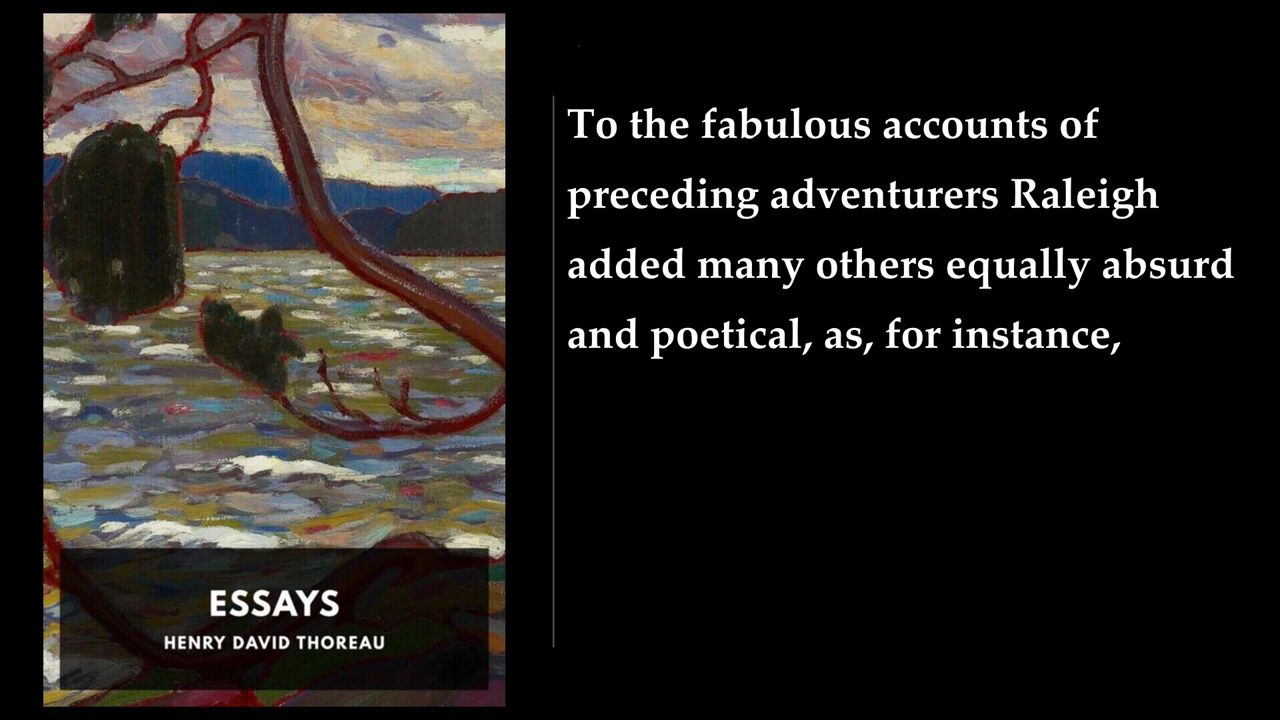 ESSAYS
HENRY DAVID THOREAU
To the fabulous accounts of
preceding adventurers Raleigh
added many others equally absurd
and poetical, as, for instance,